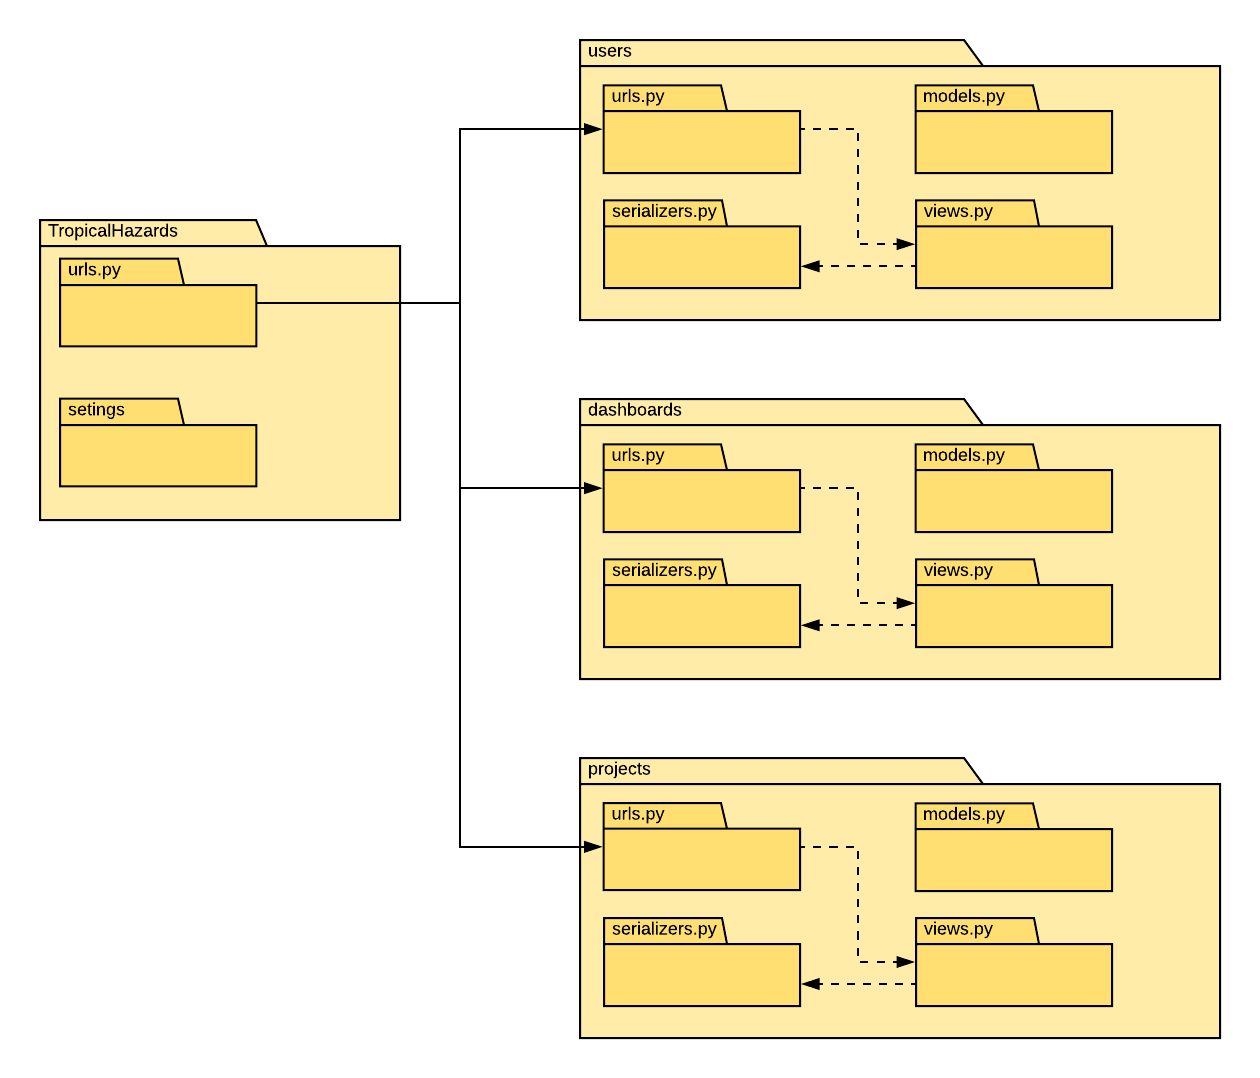 TropicalHazards
urls.py
setings
users
urls.py
models.py
serializers.py
views.py
dashboards
urls.py
models.py
serializers.py
views.py
projects
urls.py
models.py
serializers.py
views.py